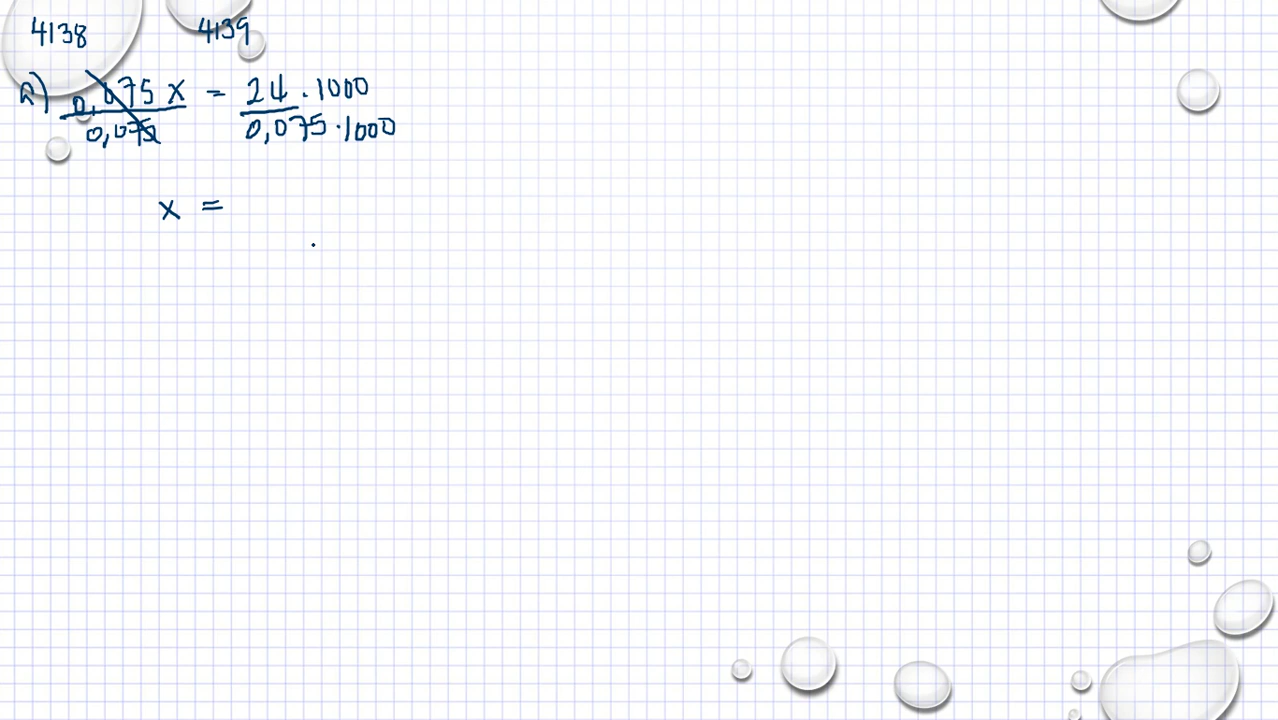 4138 4139
a) 0,075 x = 24 · 1000
0,075 0,075 · 1000
x =